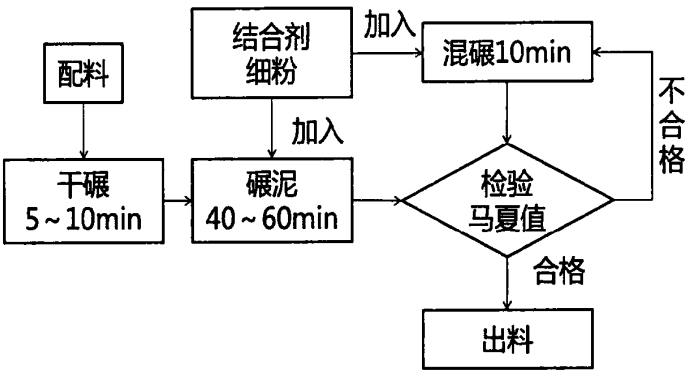 配料
结合剂
细粉
加入
混碾10min
不合格
加入
干碾
5～10min
碾泥
40～60min
检验
马夏值
合格
出料